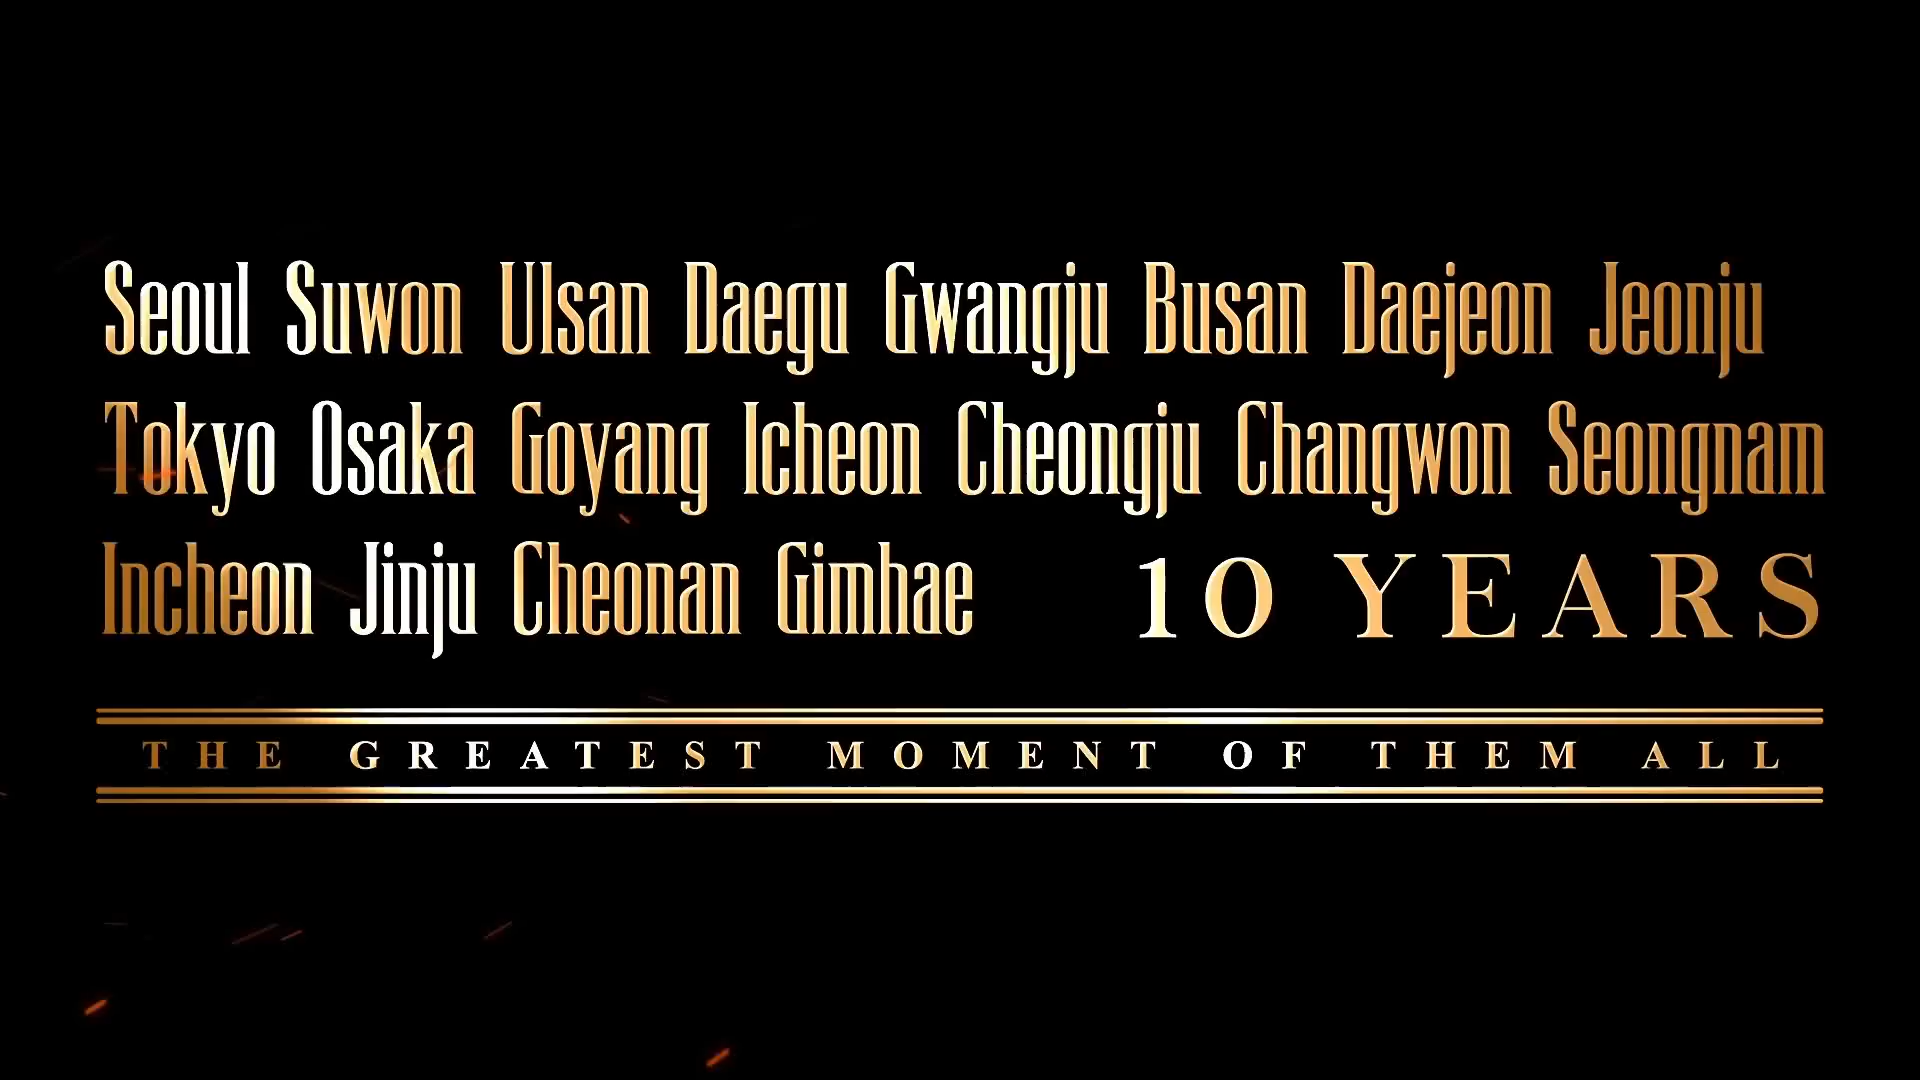 Seoul Suwon Ulsan Daegu Gwangju Busan Daejeon Jeonju
Tokyo Osaka Goyang Icheon Cheongju Changwon Seongnam
Incheon Jinju Cheonan Gimhae 10 YEARS
THE GREATEST MOMENT OF THEM ALL